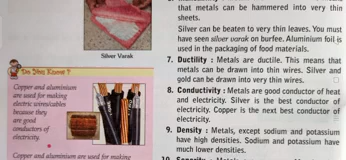 that metals can be hammered into very thin
sheets.
Silver can be beaten to very thin leaves. You must
have seen silver varak on burfee. Aluminium foil is
used in the packaging of food materials.
Silver Varak
7. Ductility : Metals are ductile. This means that
metals can be drawn into thin wires. Silver and
gold can be drawn into very thin wires.
8. Conductivity : Metals are good conductor of heat
and electricity. Silver is the best conductor of
electricity. Copper is the next best conductor of
electricity.
9. Density : Metals, except sodium and potassium
have high densities. Sodium and potassium have
much lower densities.
Do You Know ?
Copper and aluminium
are used for making
electric wires/cables
because they
are good
conductors of
electricity.
Copper and aluminium are used for making